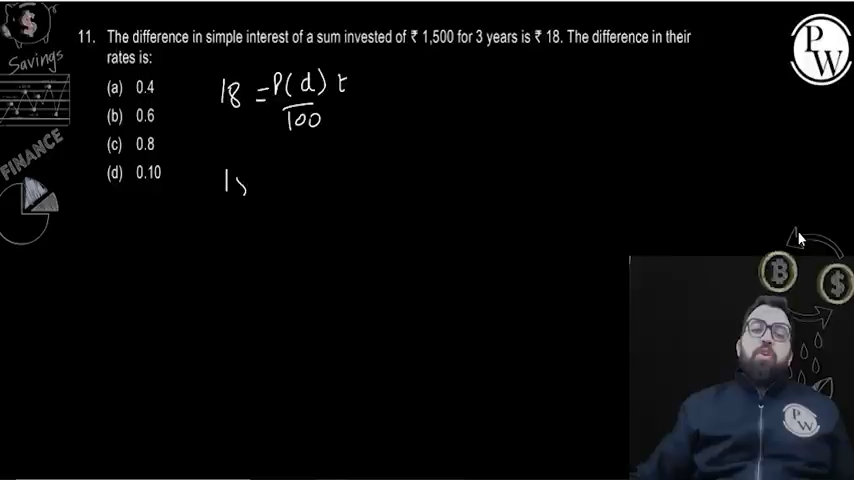 11. The difference in simple interest of a sum invested of ₹ 1,500 for 3 years is ₹ 18. The difference in their
rates is:
(a) 0.4
(b) 0.6
(c) 0.8
(d) 0.10
18 = P(d) t
100
Savings
FINANCE
P
W
P
W